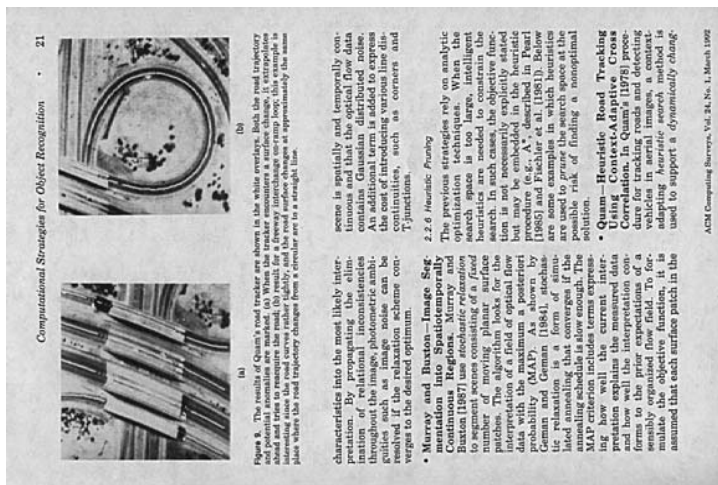 Computational Strategies for Object Recognition • 21
(a)
(b)
Figure 9. The results of Quam's road tracker are shown in the white overlays. Both the road trajectory
and potential anomalies are marked. (a) When the tracker encounters a surface change, it extrapolates
ahead and tries to reacquire the road; (b) result for a freeway interchange on-ramp loop; this example is
interesting since the road curves rather tightly, and the road surface changes at approximately the same
place where the road trajectory changes from a circular arc to a straight line.
characteristics into the most likely inter-
pretation. By propagating the elim-
ination of relational inconsistencies
throughout the image, photometric ambi-
guities such as image noise can be
resolved if the relaxation scheme con-
verges to the desired optimum.
• Murray and Buxton—Image Seg-
mentation Into Spatiotemporally
Continuous Regions. Murray and
Buxton [1987] use stochastic relaxation
to segment scenes consisting of a fixed
number of moving planar surface
patches. The algorithm looks for the
interpretation of a field of optical flow
data with the maximum a posteriori
probability (MAP). As shown by
Geman and Geman [1984], stochas-
tic relaxation is a form of simu-
lated annealing that converges if the
annealing schedule is slow enough. The
MAP criterion includes terms express-
ing how well the current inter-
pretation explains the measured data
and how well the interpretation con-
forms to the prior expectations of a
sensibly organized flow field. To for-
mulate the objective function, it is
assumed that each surface patch in the
scene is spatially and temporally con-
tinuous and that the optical flow data
contains Gaussian distributed noise.
An additional term is added to express
the cost of introducing various line dis-
continuities, such as corners and
T-junctions.
2.2.6 Heuristic Pruning
The previous strategies rely on analytic
optimization techniques. When the
search space is too large, intelligent
heuristics are needed to constrain the
search. In such cases, the objective func-
tion is not necessarily explicitly stated
but may be embedded in the heuristic
procedure (e.g., A*, described in Pearl
[1985] and Fischler et al. [1981]). Below
are some examples in which heuristics
are used to prune the search space at the
possible risk of finding a nonoptimal
solution.
• Quam—Heuristic Road Tracking
Using Context-Adaptive Cross
Correlation. In Quam's [1978] proce-
dure for tracking roads and detecting
vehicles in aerial images, a context-
adapting heuristic search method is
used to support a dynamically chang-
ACM Computing Surveys, Vol. 24, No. 1, March 1992